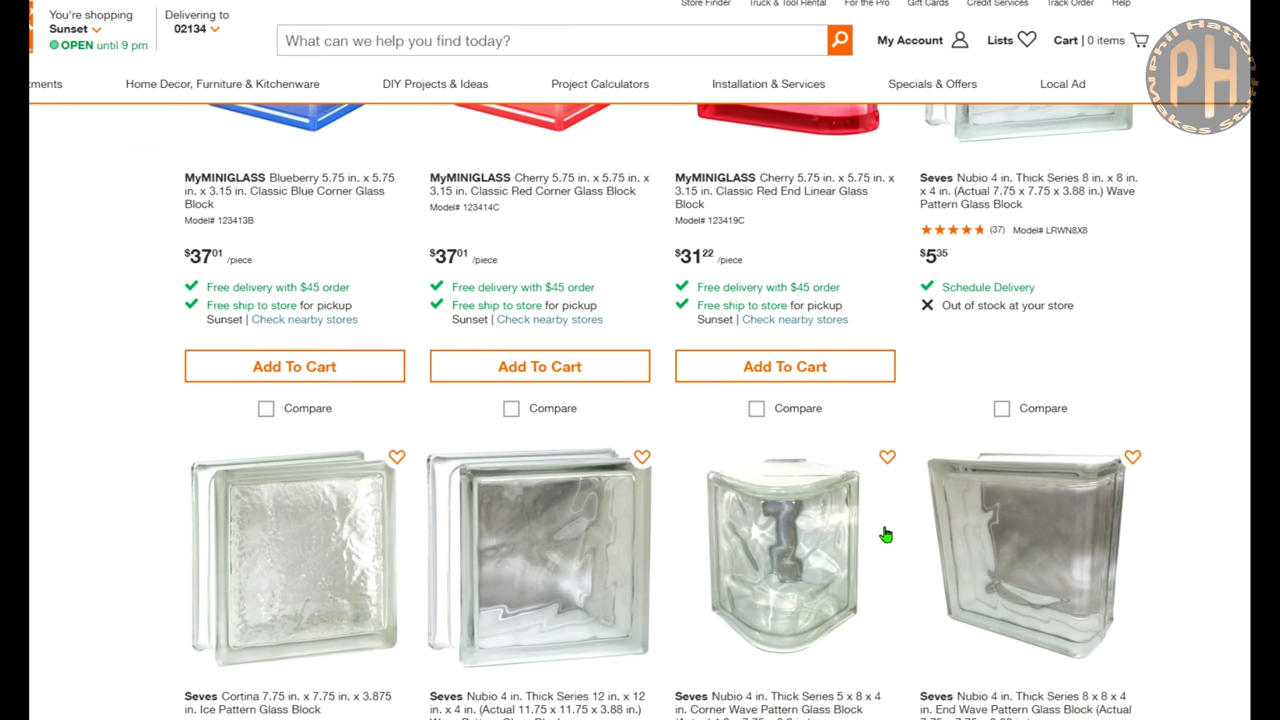 Store Finder Truck & Tool Rental For the Pro Gift Cards Credit Services Track Order Help
You're shopping
Sunset
OPEN until 9 pm
Delivering to
02134
What can we help you find today?
My Account Lists Cart | 0 items
Phil Hatton
PH
Makes Stuff
tments Home Decor, Furniture & Kitchenware DIY Projects & Ideas Project Calculators Installation & Services Specials & Offers Local Ad
MyMINIGLASS Blueberry 5.75 in. x 5.75
in. x 3.15 in. Classic Blue Corner Glass
Block
Model# 123413B
$37 01 /piece
Free delivery with $45 order
Free ship to store for pickup
Sunset | Check nearby stores
Add To Cart
Compare
MyMINIGLASS Cherry 5.75 in. x 5.75 in. x
3.15 in. Classic Red Corner Glass Block
Model# 123414C
$37 01 /piece
Free delivery with $45 order
Free ship to store for pickup
Sunset | Check nearby stores
Add To Cart
Compare
MyMINIGLASS Cherry 5.75 in. x 5.75 in. x
3.15 in. Classic Red End Linear Glass
Block
Model# 123419C
$31 22 /piece
Free delivery with $45 order
Free ship to store for pickup
Sunset | Check nearby stores
Add To Cart
Compare
Seves Nubio 4 in. Thick Series 8 in. x 8 in.
x 4 in. (Actual 7.75 x 7.75 x 3.88 in.) Wave
Pattern Glass Block
(37) Model# LRWN8X8
$5 35
Schedule Delivery
Out of stock at your store
Compare
Seves Cortina 7.75 in. x 7.75 in. x 3.875
in. Ice Pattern Glass Block
Seves Nubio 4 in. Thick Series 12 in. x 12
in. x 4 in. (Actual 11.75 x 11.75 x 3.88 in.)
Seves Nubio 4 in. Thick Series 5 x 8 x 4
in. Corner Wave Pattern Glass Block
Seves Nubio 4 in. Thick Series 8 x 8 x 4
in. End Wave Pattern Glass Block (Actual